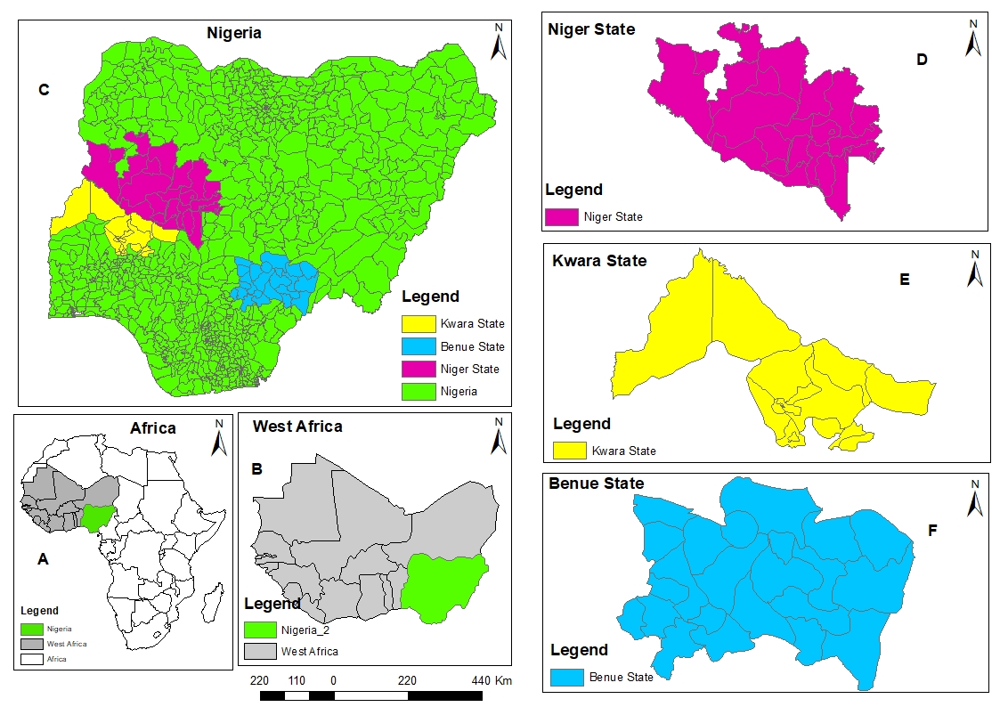 Nigeria
N
C
Legend
Kwara State
Benue State
Niger State
Nigeria
Africa
N
A
Legend
Nigeria
West Africa
Africa
West Africa
N
B
Legend
Nigeria_2
West Africa
220 110 0 220 440 Km
Niger State
N
D
Legend
Niger State
Kwara State
N
E
Legend
Kwara State
Benue State
N
F
Legend
Benue State